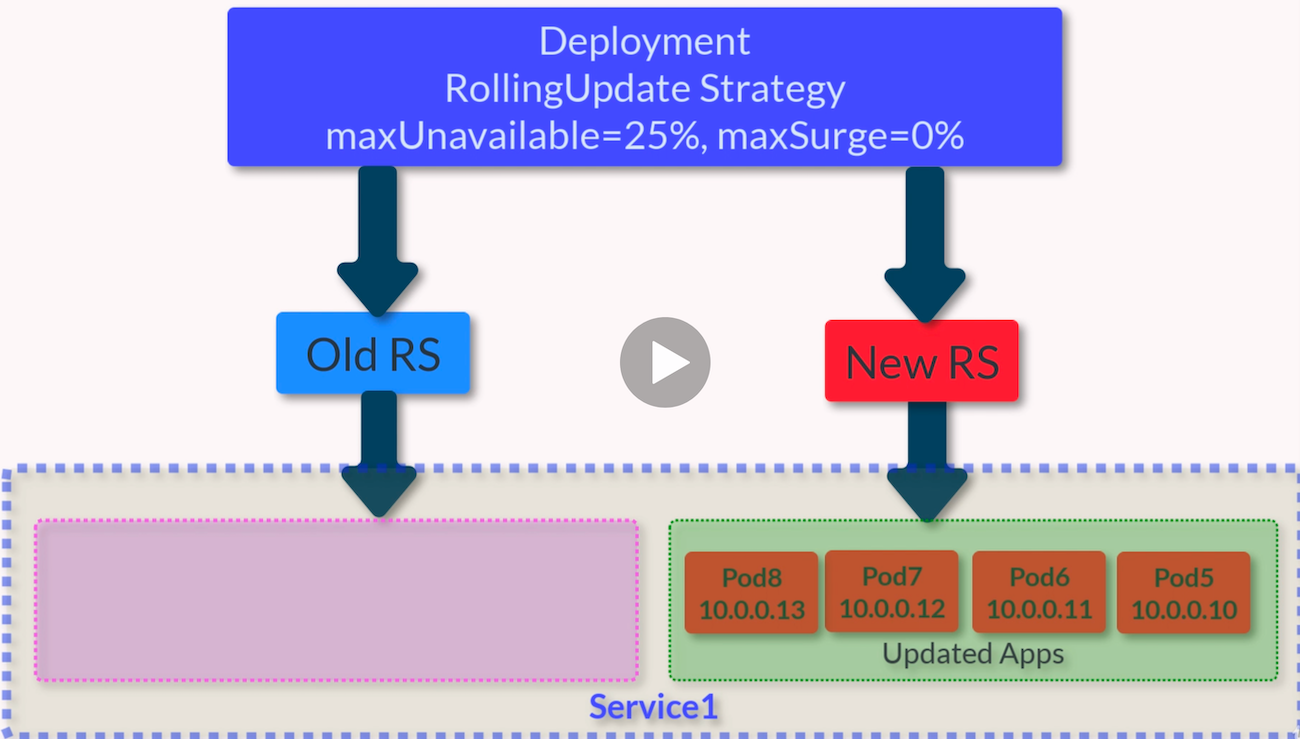 Deployment
RollingUpdate Strategy
maxUnavailable=25%, maxSurge=0%
Old RS
New RS
Pod8
10.0.0.13
Pod7
10.0.0.12
Pod6
10.0.0.11
Pod5
10.0.0.10
Updated Apps
Service1